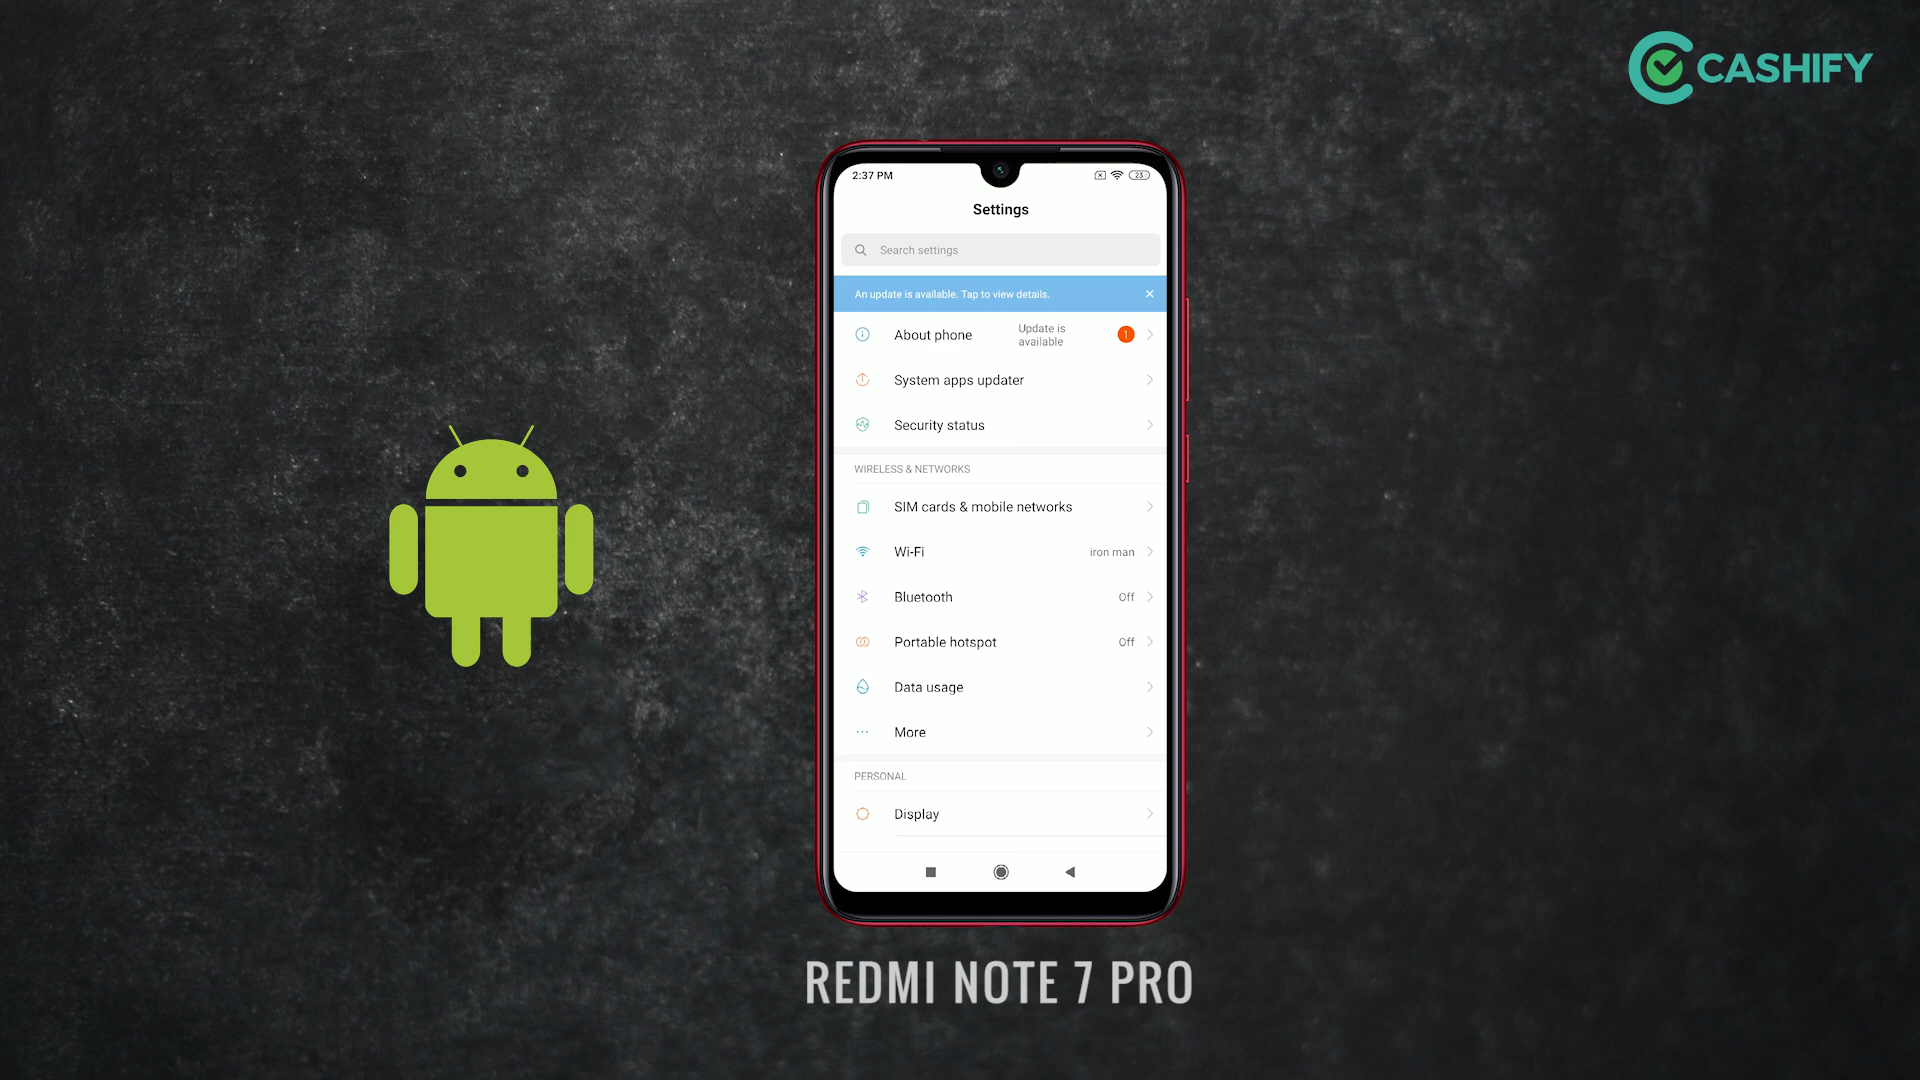 CASHIFY
2:37 PM
23
Settings
Search settings
An update is available. Tap to view details.
About phone
Update is
available
1
System apps updater
Security status
WIRELESS & NETWORKS
SIM cards & mobile networks
Wi-Fi
iron man
Bluetooth
Off
Portable hotspot
Off
Data usage
More
PERSONAL
Display
REDMI NOTE 7 PRO